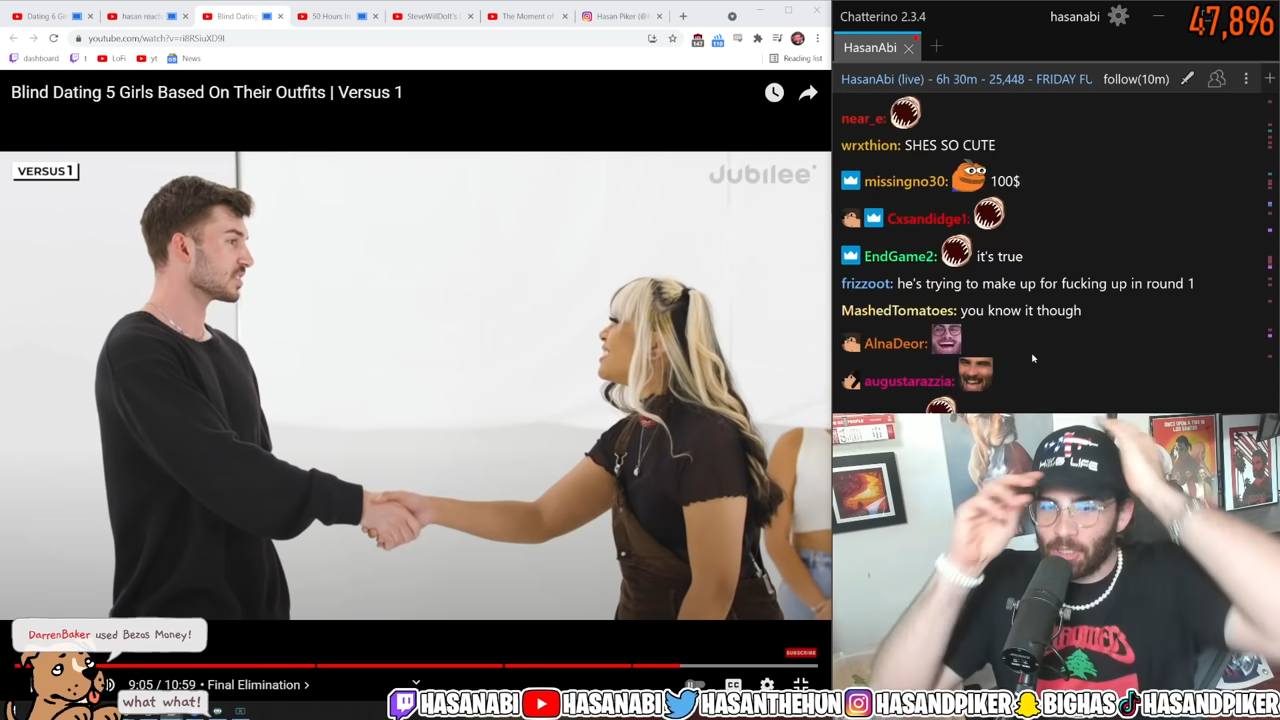 Dating 6 Gi
hasan react
Blind Dating
50 Hours In
SteveWillDoIt's
The Moment of
Hasan Piker (@
youtube.com/watch?v=ri8RSiuXD9I
dashboard
LoFi
yt
News
Reading list
Blind Dating 5 Girls Based On Their Outfits | Versus 1
VERSUS 1
Jubilee
Chatterino 2.3.4
hasanabi
47,896
HasanAbi
HasanAbi (live) - 6h 30m - 25,448 - FRIDAY FU
follow(10m)
near_e:
wrxthion: SHES SO CUTE
missingno30: 100$
Cxsandidge1:
EndGame2: it's true
frizzoot: he's trying to make up for fucking up in round 1
MashedTomatoes: you know it though
AlnaDeor:
augustarazzia:
DarrenBaker used Bezos Money!
what what!
SUBSCRIBE
9:05 / 10:59 • Final Elimination
HASANABI
HASANABI
HASANTHEHUN
HASANDPIKER
BIGHAS
HASANDPIKER